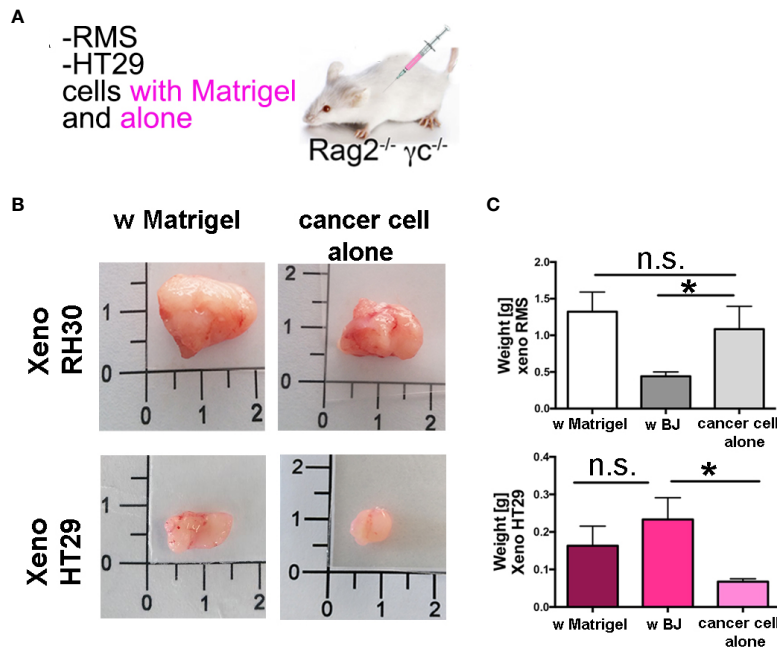 A
-RMS
-HT29
cells with Matrigel
and alone
Rag2-/- γc-/-
B
w Matrigel
cancer cell
alone
Xeno
RH30
1
0
0
1
2
2
1
0
0
1
2
Xeno
HT29
1
0
0
1
2
2
1
0
0
1
2
C
Weight [g]
xeno RMS
2.0
1.5
1.0
0.5
0.0
n.s.
*
w Matrigel
w BJ
cancer cell
alone
Weight [g]
Xeno HT29
0.4
0.3
0.2
0.1
0.0
n.s.
*
w Matrigel
w BJ
cancer cell
alone